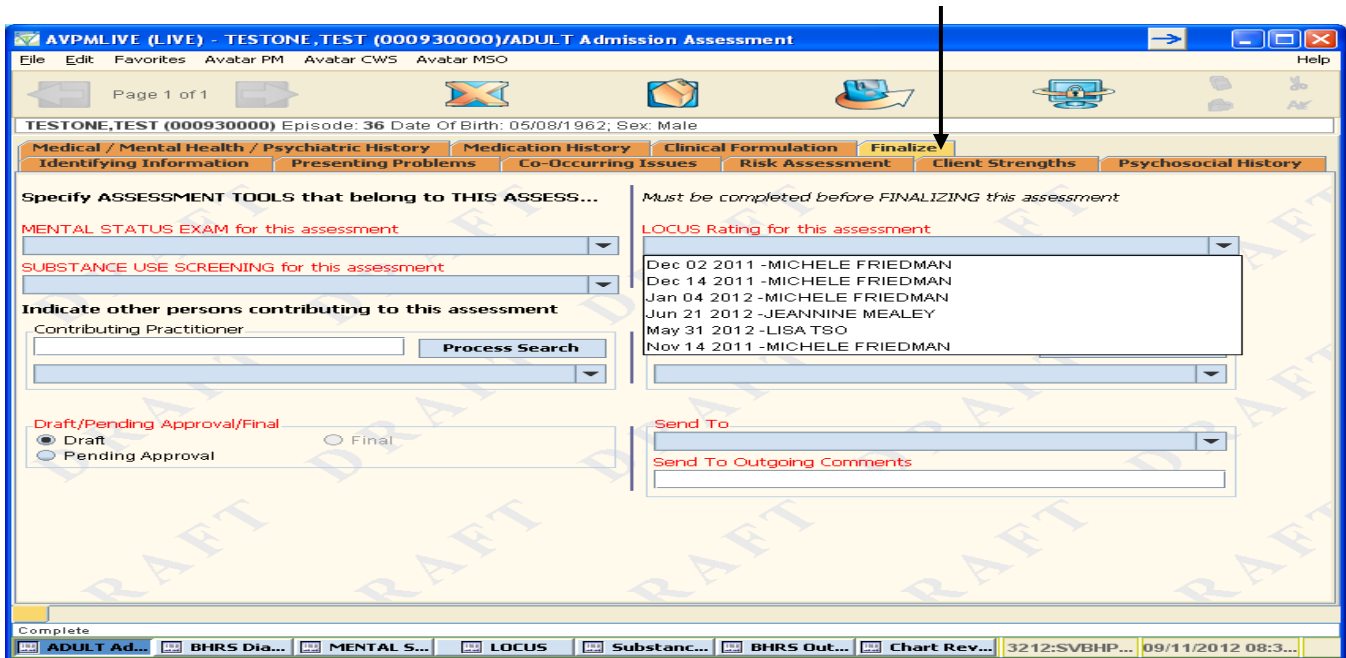 AVPMLIVE (LIVE) - TESTONE,TEST (000930000)/ADULT Admission Assessment
File Edit Favorites Avatar PM Avatar CWS Avatar MSO Help
Page 1 of 1
TESTONE,TEST (000930000) Episode: 36 Date Of Birth: 05/08/1962; Sex: Male
Medical / Mental Health / Psychiatric History Medication History Clinical Formulation Finalize
Identifying Information Presenting Problems Co-Occurring Issues Risk Assessment Client Strengths Psychosocial History
Specify ASSESSMENT TOOLS that belong to THIS ASSESS...
MENTAL STATUS EXAM for this assessment
SUBSTANCE USE SCREENING for this assessment
Indicate other persons contributing to this assessment
Contributing Practitioner
Process Search
Must be completed before FINALIZING this assessment
LOCUS Rating for this assessment
Dec 02 2011 -MICHELE FRIEDMAN
Dec 14 2011 -MICHELE FRIEDMAN
Jan 04 2012 -MICHELE FRIEDMAN
Jun 21 2012 -JEANNINE MEALEY
May 31 2012 -LISA TSO
Nov 14 2011 -MICHELE FRIEDMAN
Draft/Pending Approval/Final
Draft Final
Pending Approval
Send To
Send To Outgoing Comments
DRAFT
Complete
ADULT Ad... BHRS Dia... MENTAL S... LOCUS Substanc... BHRS Out... Chart Rev... 3212:SVBHP... 09/11/2012 08:3...